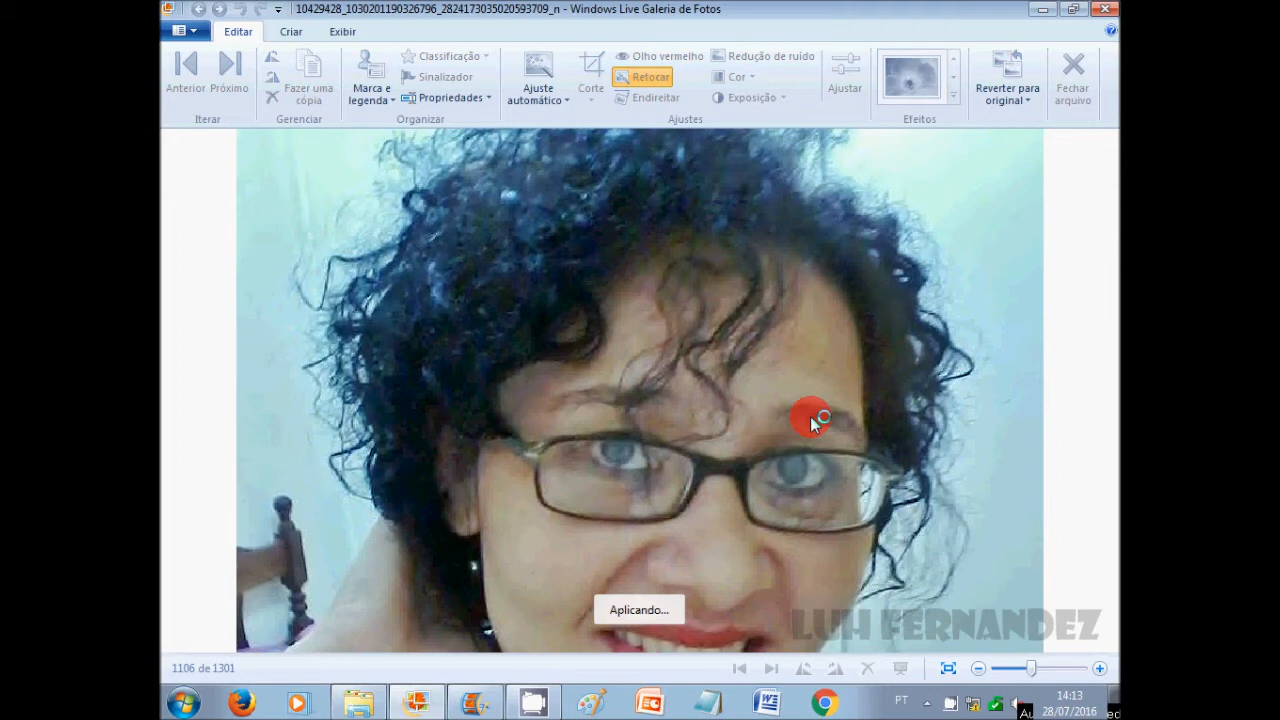 10429428_1030201190326796_2824173035020593709_n - Windows Live Galeria de Fotos
Editar Criar Exibir
Anterior Próximo
Iterar
Fazer uma cópia
Gerenciar
Marca e legenda
Classificação
Sinalizador
Propriedades
Organizar
Ajuste automático
Corte
Olho vermelho
Retocar
Endireitar
Redução de ruído
Cor
Exposição
Ajustes
Ajustar
Efeitos
Reverter para original
Fechar arquivo
Aplicando...
LUH FERNANDEZ
1106 de 1301
PT
14:13
28/07/2016